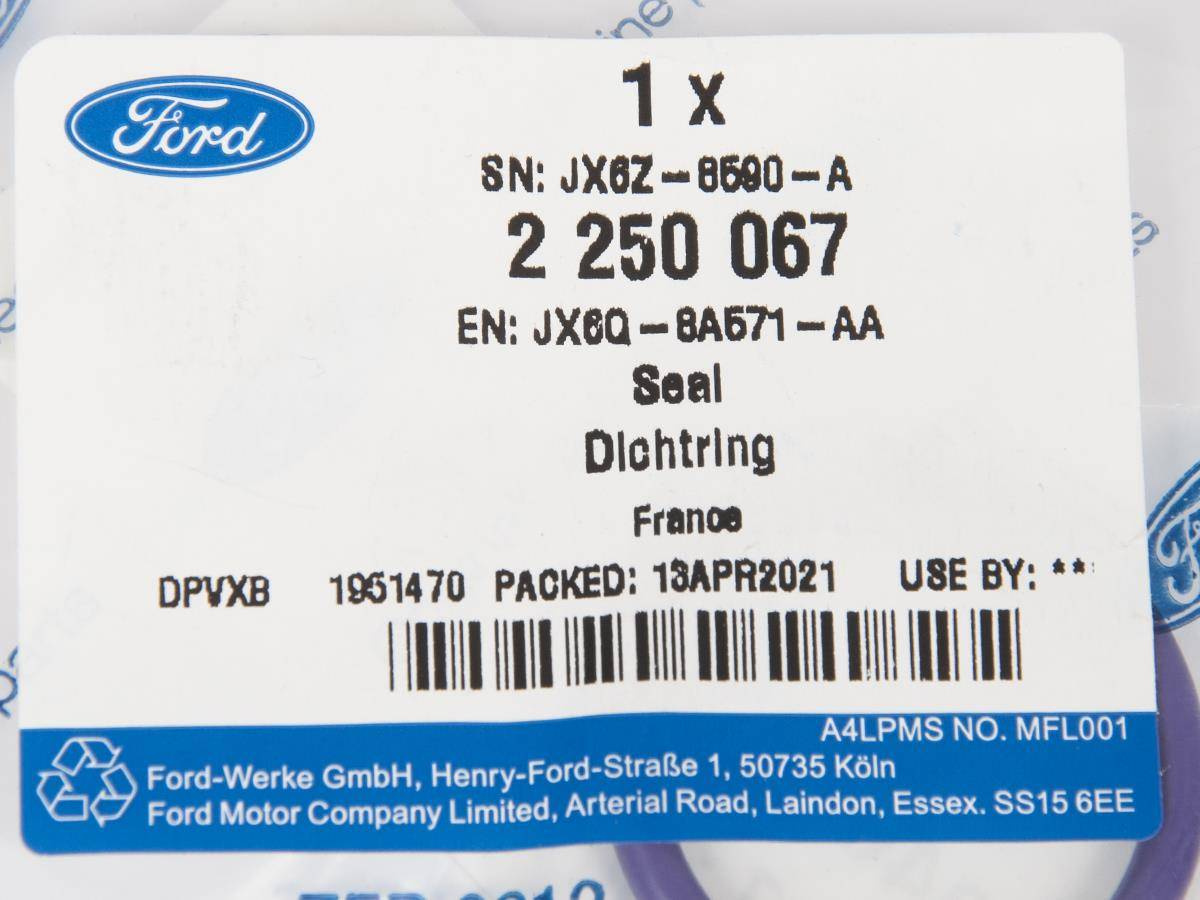 Ford
1 x
SN: JX6Z-8590-A
2 250 067
EN: JX6Q-8A571-AA
Seal
Dichtring
France
DPVXB 1951470 PACKED: 13APR2021 USE BY: **
A4LPMS NO. MFL001
Ford-Werke GmbH, Henry-Ford-Straße 1, 50735 Köln
Ford Motor Company Limited, Arterial Road, Laindon, Essex. SS15 6EE